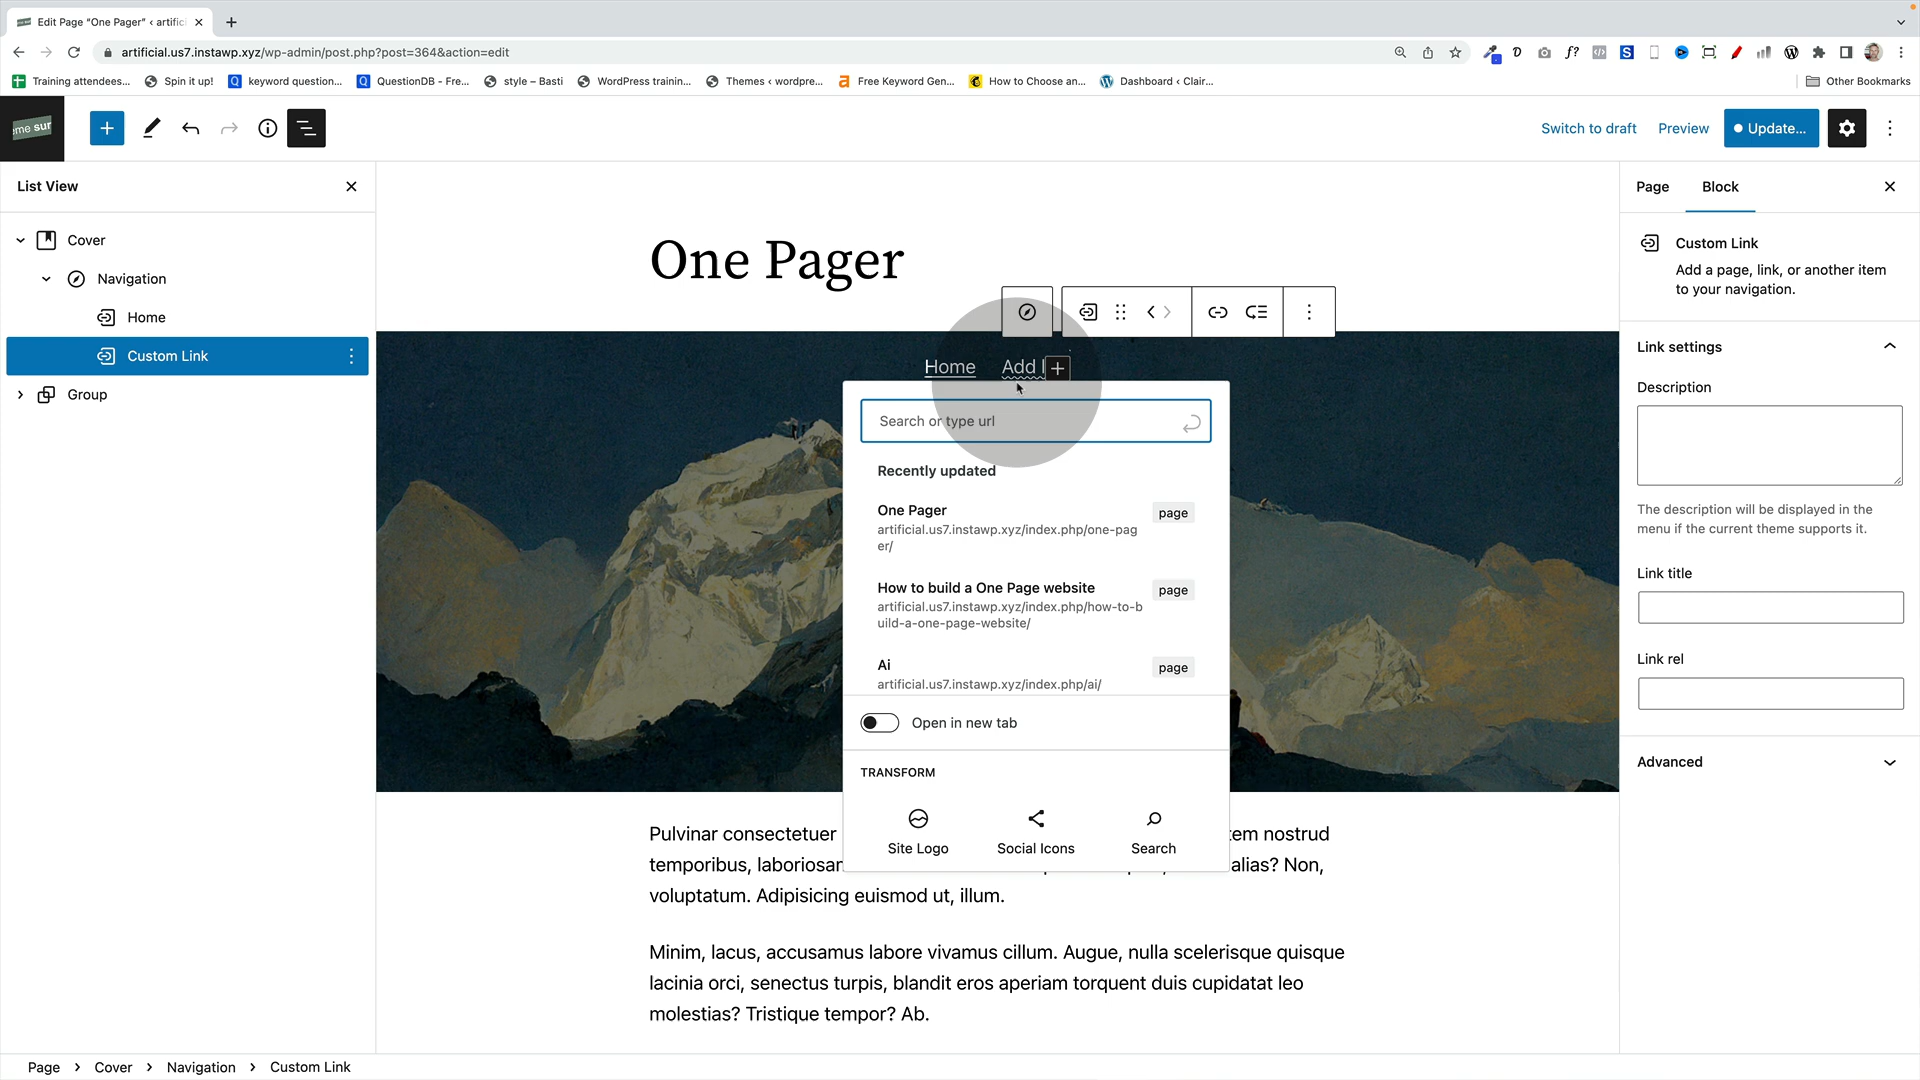 Edit Page "One Pager" ‹ artific
artificial.us7.instawp.xyz/wp-admin/post.php?post=364&action=edit
Training attendees...
Spin it up!
keyword question...
QuestionDB - Fre...
style – Basti
WordPress trainin...
Themes ‹ wordpre...
Free Keyword Gen...
How to Choose an...
Dashboard ‹ Clair...
Other Bookmarks
me sur
Switch to draft
Preview
Update...
List View
Cover
Navigation
Home
Custom Link
Group
One Pager
Home
Add
Search or type url
Recently updated
One Pager
page
artificial.us7.instawp.xyz/index.php/one-pag
er/
How to build a One Page website
page
artificial.us7.instawp.xyz/index.php/how-to-b
uild-a-one-page-website/
Ai
page
artificial.us7.instawp.xyz/index.php/ai/
Open in new tab
TRANSFORM
Site Logo
Social Icons
Search
Pulvinar consectetuer tem nostrud
temporibus, laboriosan alias? Non,
voluptatum. Adipisicing euismod ut, illum.
Minim, lacus, accusamus labore vivamus cillum. Augue, nulla scelerisque quisque
lacinia orci, senectus turpis, blandit eros aperiam torquent duis cupidatat leo
molestias? Tristique tempor? Ab.
Page
Block
Custom Link
Add a page, link, or another item
to your navigation.
Link settings
Description
The description will be displayed in the
menu if the current theme supports it.
Link title
Link rel
Advanced
Page > Cover > Navigation > Custom Link